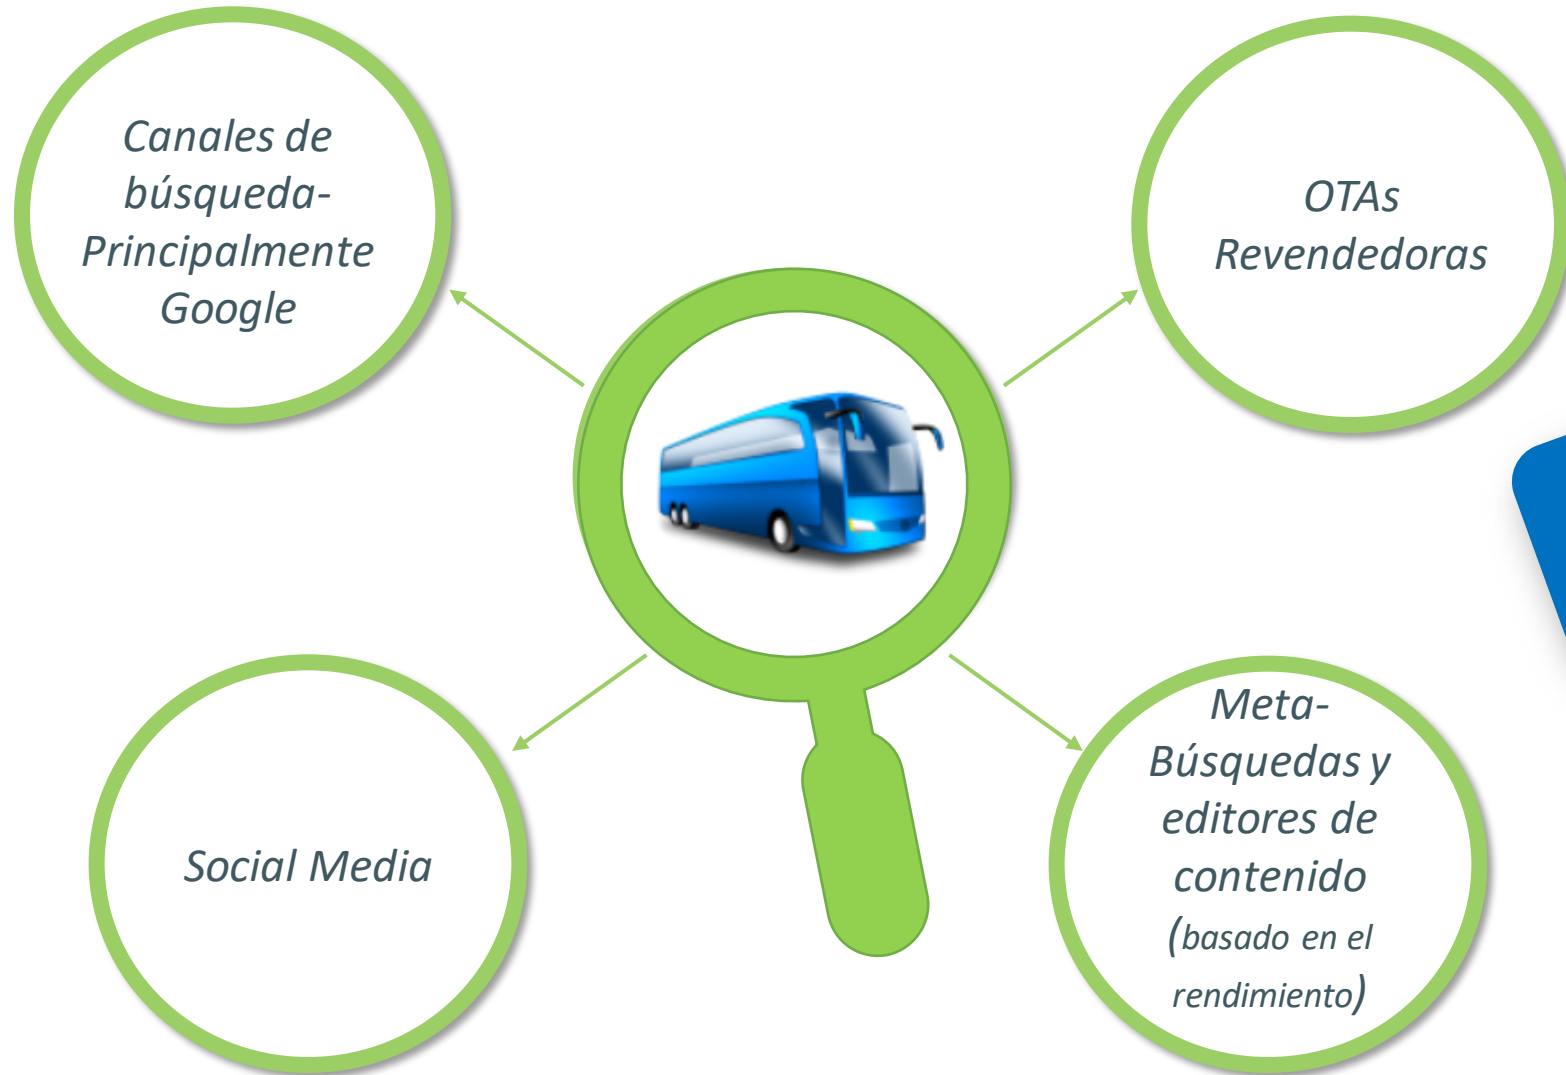 Canales de
búsqueda-
Principalmente
Google
OTAs
Revendedoras
Social Media
Meta-
Búsquedas y
editores de
contenido
(basado en el
rendimiento)